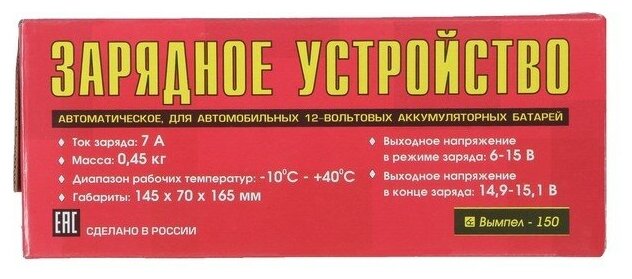 ЗАРЯДНОЕ УСТРОЙСТВО
АВТОМАТИЧЕСКОЕ, ДЛЯ АВТОМОБИЛЬНЫХ 12-ВОЛЬТОВЫХ АККУМУЛЯТОРНЫХ БАТАРЕЙ
Ток заряда: 7 А
Масса: 0,45 кг
Диапазон рабочих температур: -10°С - +40°С
Габариты: 145 х 70 х 165 мм
Выходное напряжение
в режиме заряда: 6-15 В
Выходное напряжение
в конце заряда: 14,9-15,1 В
ЕАС
СДЕЛАНО В РОССИИ
Вымпел - 150